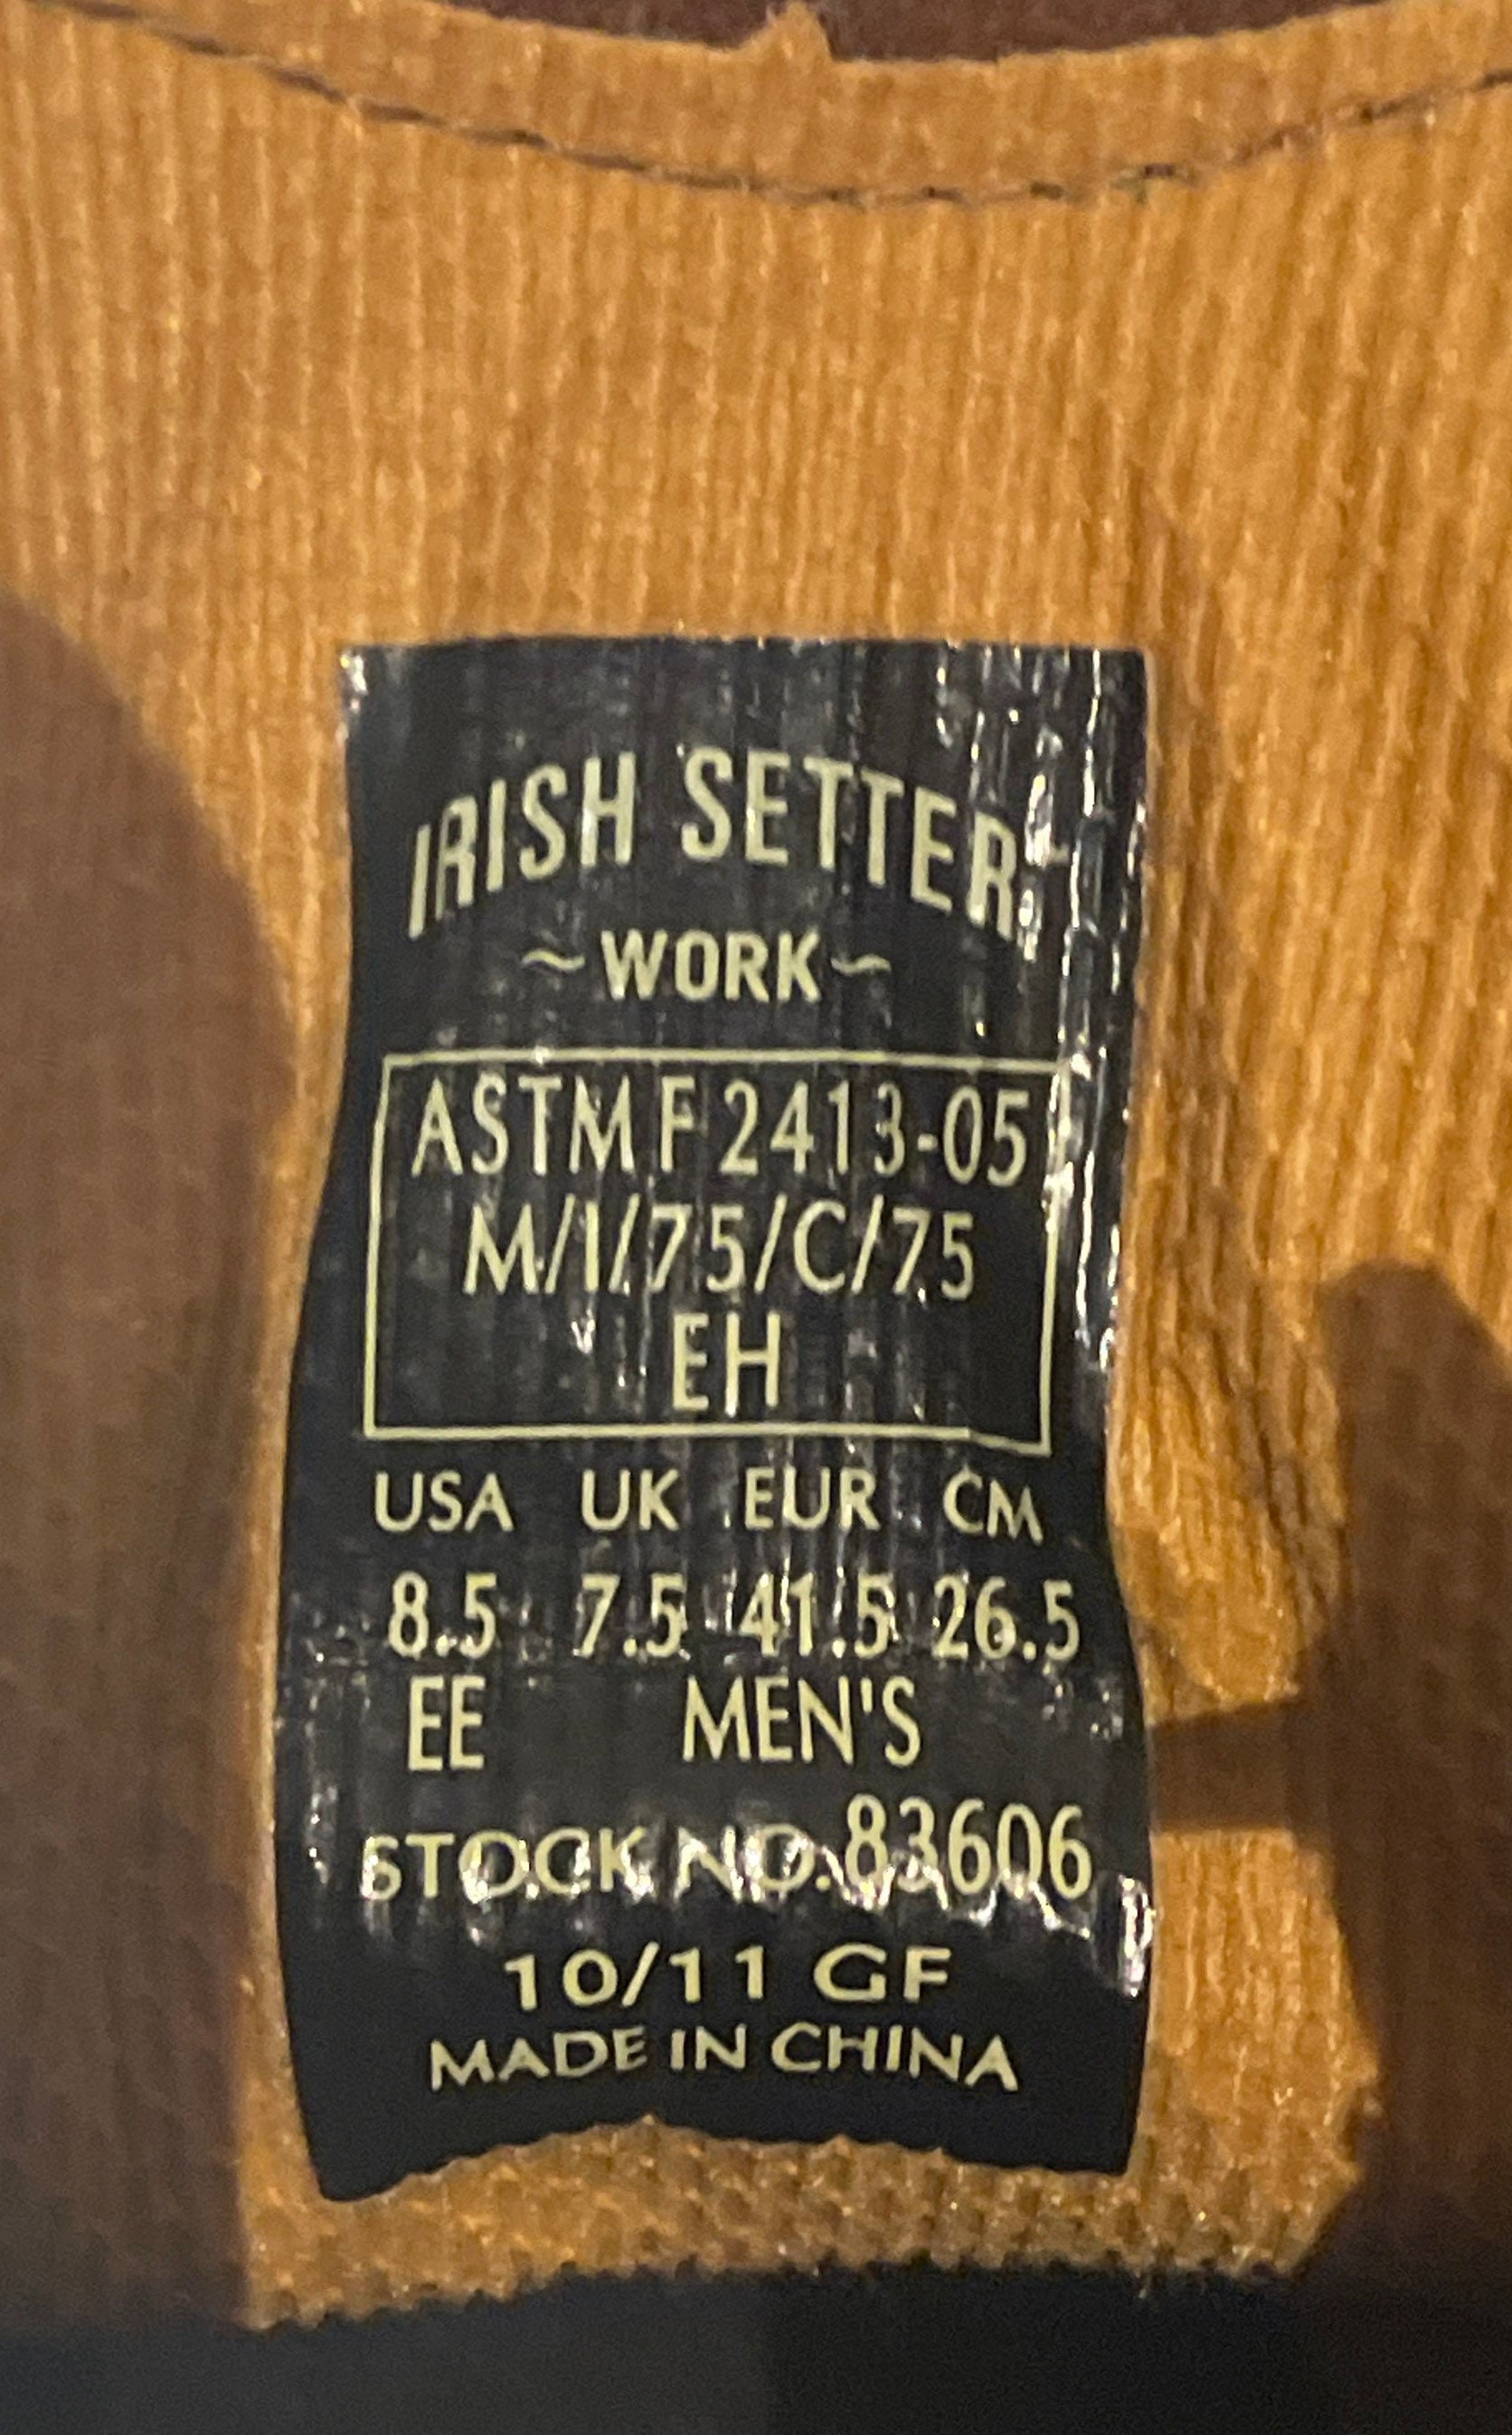 IRISH SETTER
~WORK~
ASTM F 2413-05
M/I/75/C/75
EH
USA UK EUR CM
8.5 7.5 41.5 26.5
EE MEN'S
STOCK NO. 83606
10/11 GF
MADE IN CHINA